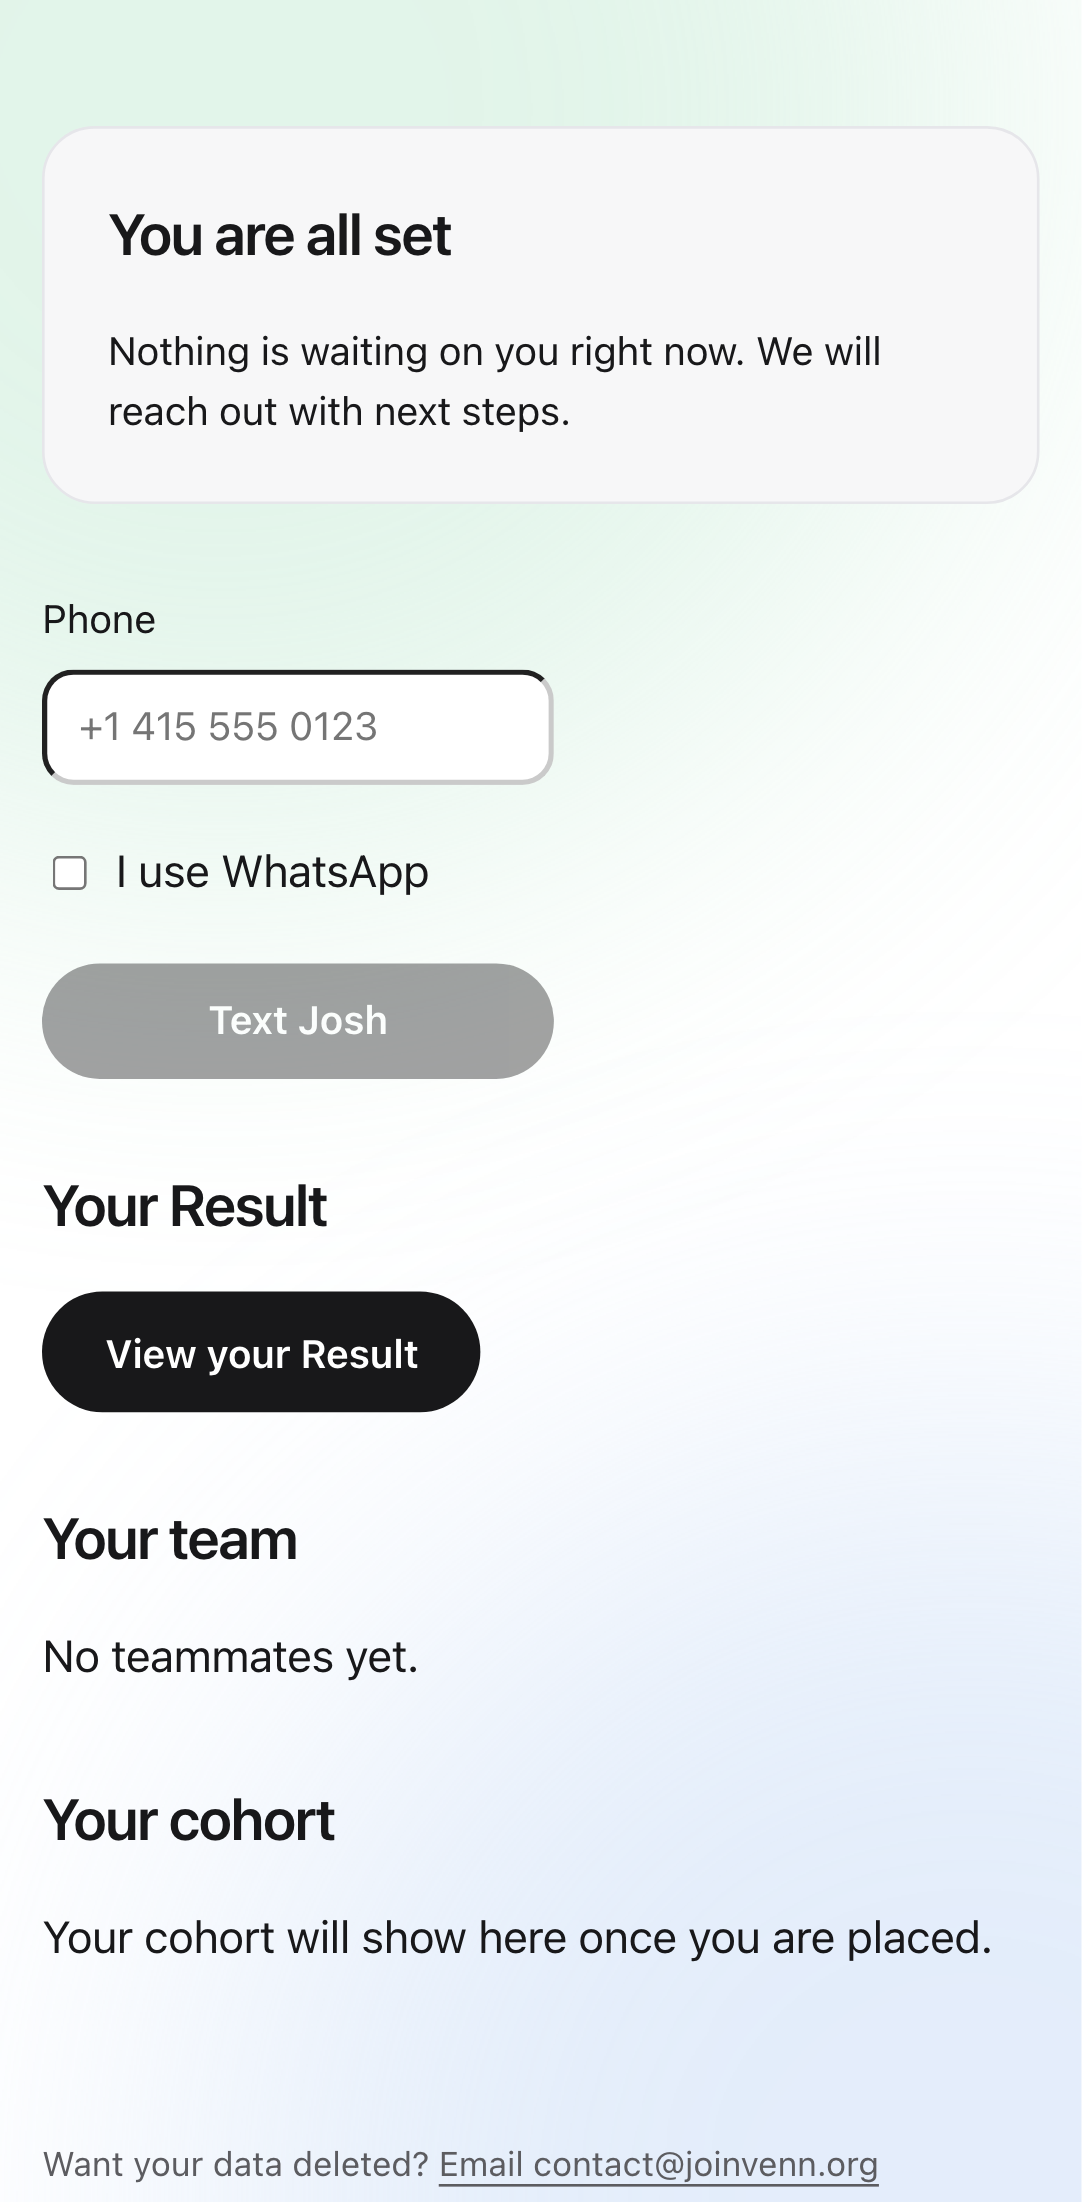 You are all set
Nothing is waiting on you right now. We will
reach out with next steps.
Phone
+1 415 555 0123
I use WhatsApp
Text Josh
Your Result
View your Result
Your team
No teammates yet.
Your cohort
Your cohort will show here once you are placed.
Want your data deleted? Email contact@joinvenn.org